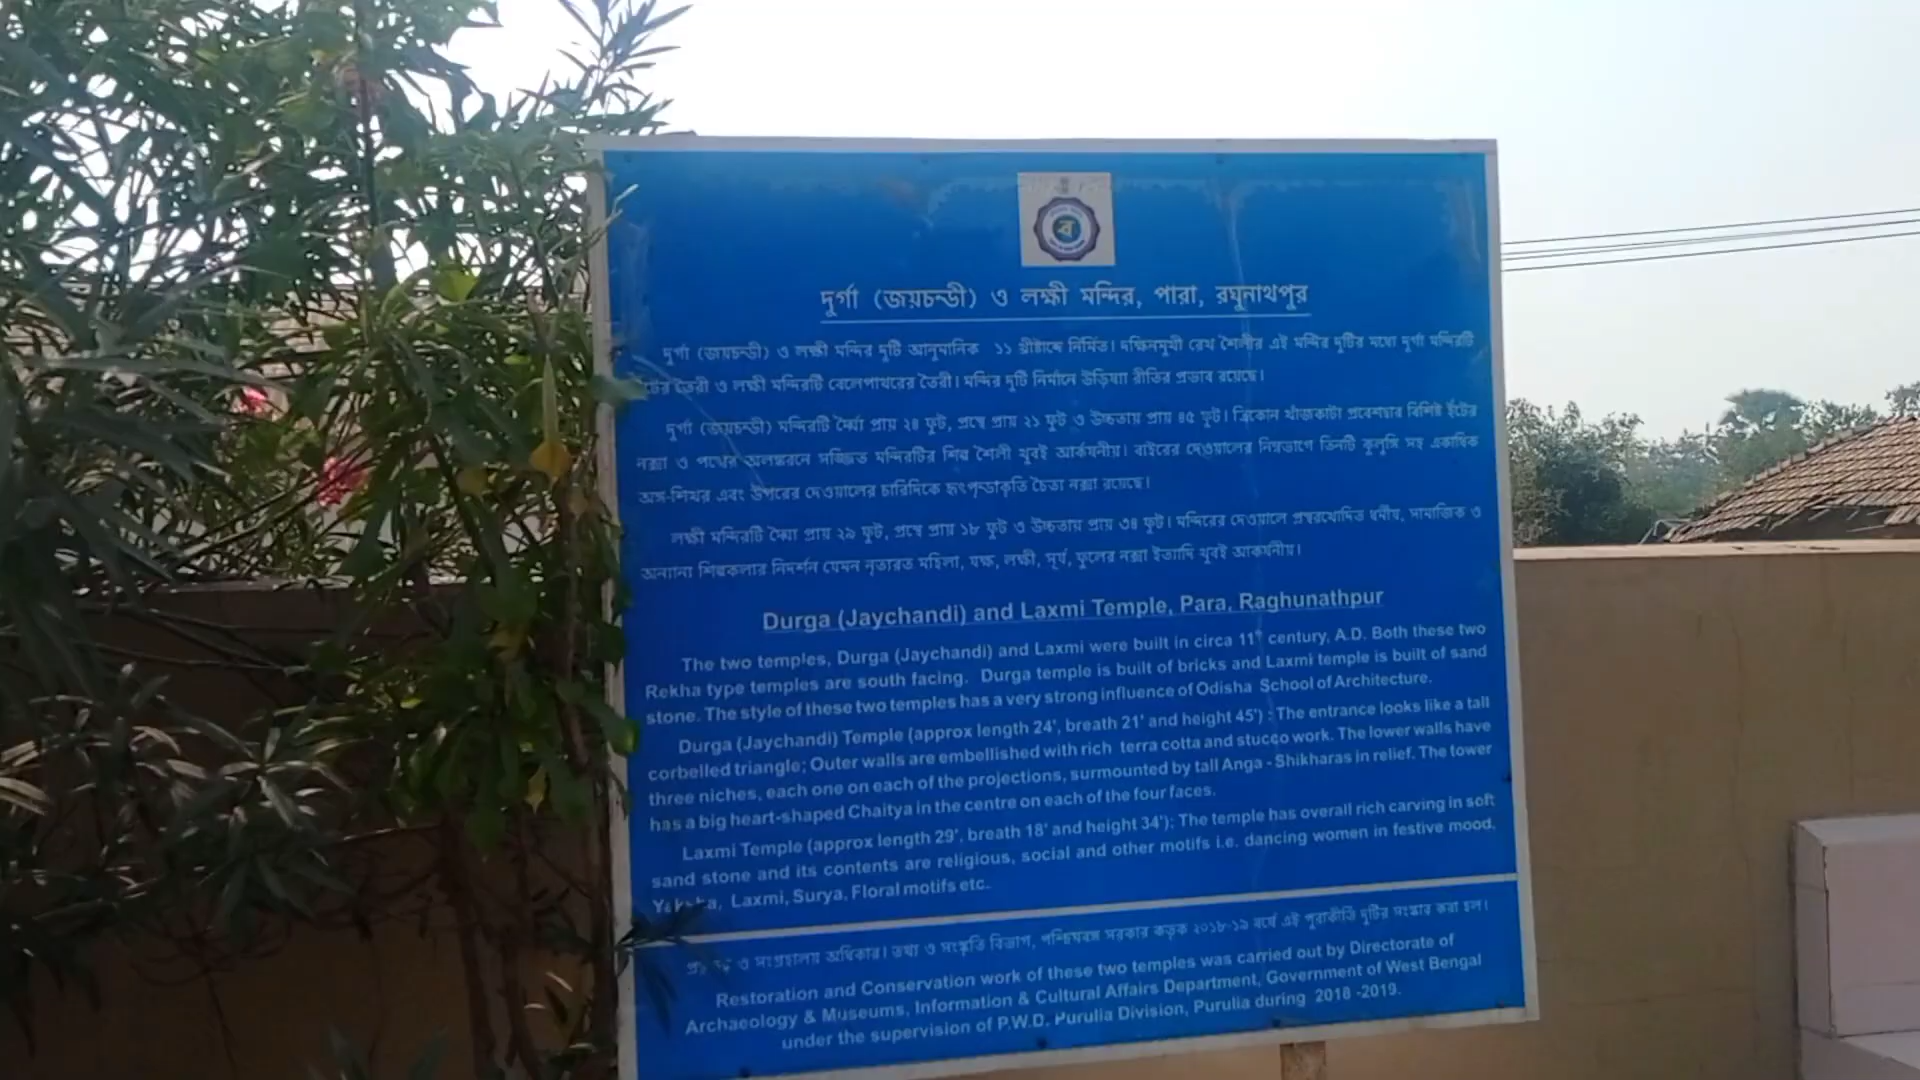 ব
দুর্গা (জয়চন্ডী) ও লক্ষী মন্দির, পারা, রঘুনাথপুর
দুর্গা (জয়চন্ডী) ও লক্ষী মন্দির দুটি আনুমানিক ১১ খ্রীষ্টাব্দে নির্মিত। দক্ষিনমুখী রেখ শৈলীর এই মন্দির দুটির মধ্যে দুর্গা মন্দিরটি
তৈরী ও লক্ষী মন্দিরটি বেলেপাথরের তৈরী। মন্দির দুটি নির্মানে উড়িষ্যা রীতির প্রভাব রয়েছে।
দুর্গা (জয়চন্ডী) মন্দিরটি দৈর্ঘ্যে প্রায় ২৪ ফুট, প্রস্থে প্রায় ২১ ফুট ও উচ্চতায় প্রায় ৪৫ ফুট। ত্রিকোন খাঁজকাটা প্রবেশদ্বার বিশিষ্ট ইঁটের
নক্সা ও পঙ্খের অলঙ্করনে সজ্জিত মন্দিরটির শিল্প শৈলী খুবই আর্কষনীয়। বাইরের দেওয়ালের নিম্নভাগে তিনটি কুলুঙ্গি সহ একাধিক
অঙ্গ-শিখর এবং উপরের দেওয়ালের চারিদিকে হৃৎপিন্ডাকৃতি চৈত্য নক্সা রয়েছে।
লক্ষী মন্দিরটি দৈর্ঘ্যে প্রায় ২৯ ফুট, প্রস্থে প্রায় ১৮ ফুট ও উচ্চতায় প্রায় ৩৪ ফুট। মন্দিরের দেওয়ালে প্রস্তরখোদিত ধর্মীয়, সামাজিক ও
অন্যান্য শিল্পকলার নিদর্শন যেমন নৃত্যরত মহিলা, যক্ষ, লক্ষী, সূর্য, ফুলের নক্সা ইত্যাদি খুবই আকর্ষনীয়।
Durga (Jaychandi) and Laxmi Temple, Para, Raghunathpur
The two temples, Durga (Jaychandi) and Laxmi were built in circa 11th century, A.D. Both these two
Rekha type temples are south facing. Durga temple is built of bricks and Laxmi temple is built of sand
stone. The style of these two temples has a very strong influence of Odisha School of Architecture.
Durga (Jaychandi) Temple (approx length 24', breath 21' and height 45') : The entrance looks like a tall
corbelled triangle; Outer walls are embellished with rich terra cotta and stucco work. The lower walls have
three niches, each one on each of the projections, surmounted by tall Anga - Shikharas in relief. The tower
has a big heart-shaped Chaitya in the centre on each of the four faces.
Laxmi Temple (approx length 29', breath 18' and height 34'): The temple has overall rich carving in soft
sand stone and its contents are religious, social and other motifs i.e. dancing women in festive mood,
Laxmi, Surya, Floral motifs etc.
ও সংগ্রহালয় অধিকার। তথ্য ও সংস্কৃতি বিভাগ, পশ্চিমবঙ্গ সরকার কর্তৃক ২০১৮-১৯ বর্ষে এই পুরাকীর্তি দুটির সংস্কার করা হল।
Restoration and Conservation work of these two temples was carried out by Directorate of
Archaeology & Museums, Information & Cultural Affairs Department, Government of West Bengal
under the supervision of P.W.D, Purulia Division, Purulia during 2018 -2019.